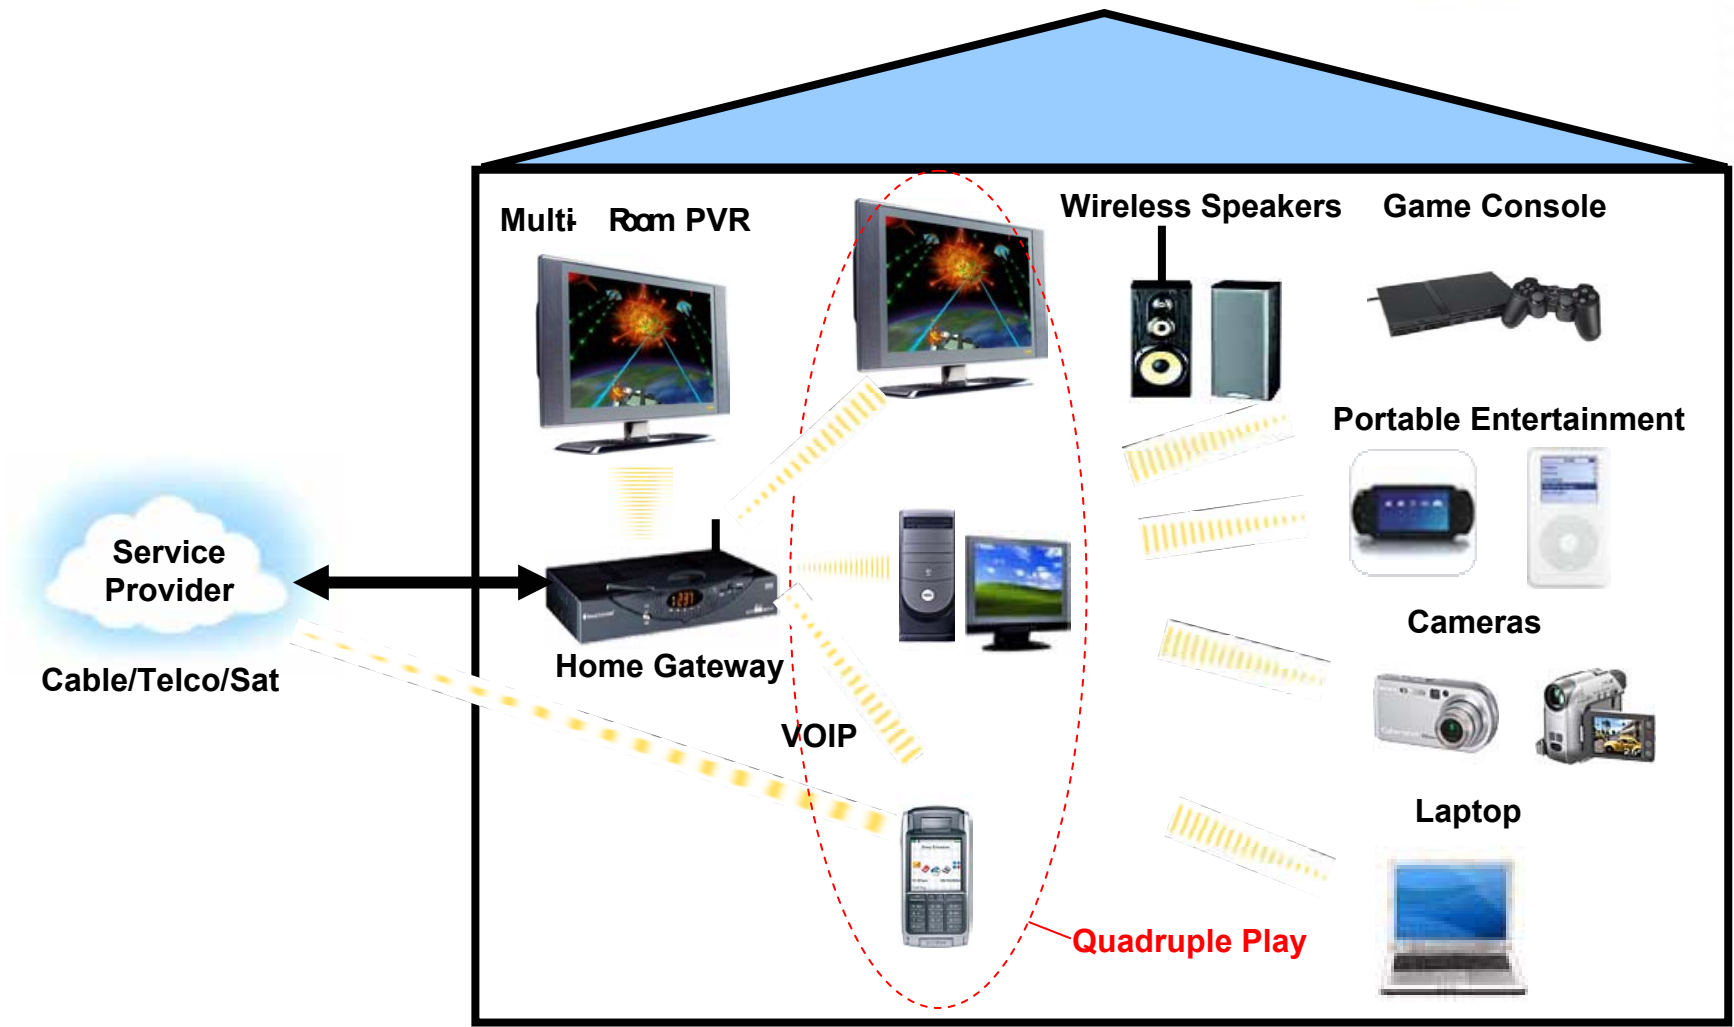 Multi- Room PVR
Wireless Speakers
Game Console
Portable Entertainment
Service
Provider
Cable/Telco/Sat
Home Gateway
VOIP
Cameras
Laptop
Quadruple Play